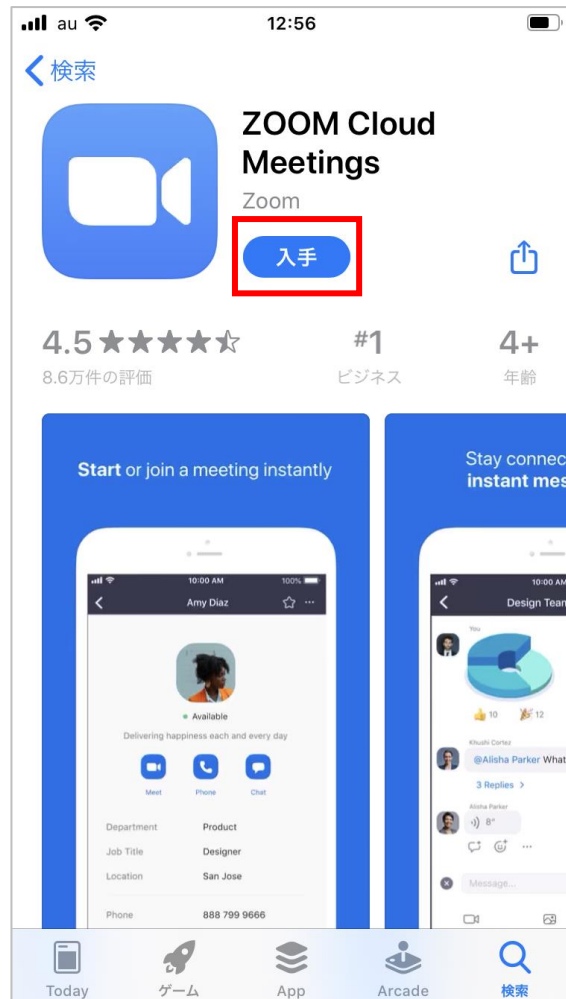 au 12:56
検索
ZOOM Cloud
Meetings
Zoom
入手
4.5 #1 4+
8.6万件の評価 ビジネス 年齢
Start or join a meeting instantly
10:00 AM 100%
Amy Diaz
Available
Delivering happiness each and every day
Meet Phone Chat
Department Product
Job Title Designer
Location San Jose
Phone 888 799 9666
Stay connec
instant mes
10:00 AM
Design Tean
You
10 12
Khushi Cortez
@Alisha Parker What
3 Replies >
Alisha Parker
8"
Message...
Today ゲーム App Arcade 検索